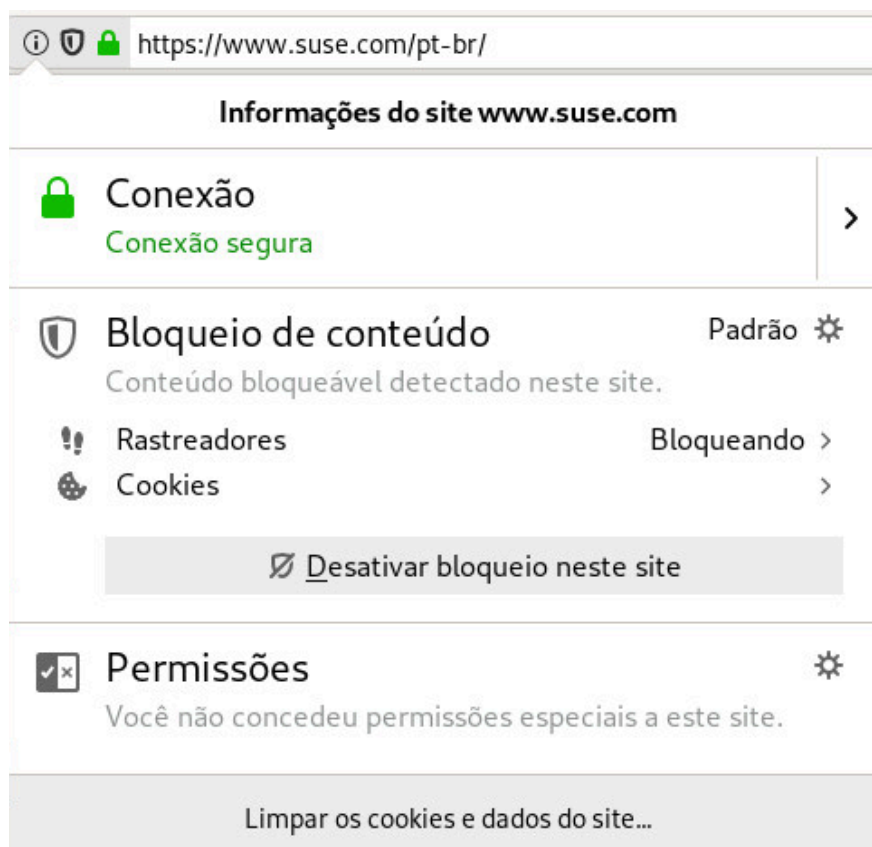 https://www.suse.com/pt-br/
Informações do site www.suse.com
Conexão
Conexão segura
Bloqueio de conteúdo Padrão
Conteúdo bloqueável detectado neste site.
Rastreadores Bloqueando
Cookies
Desativar bloqueio neste site
Permissões
Você não concedeu permissões especiais a este site.
Limpar os cookies e dados do site...